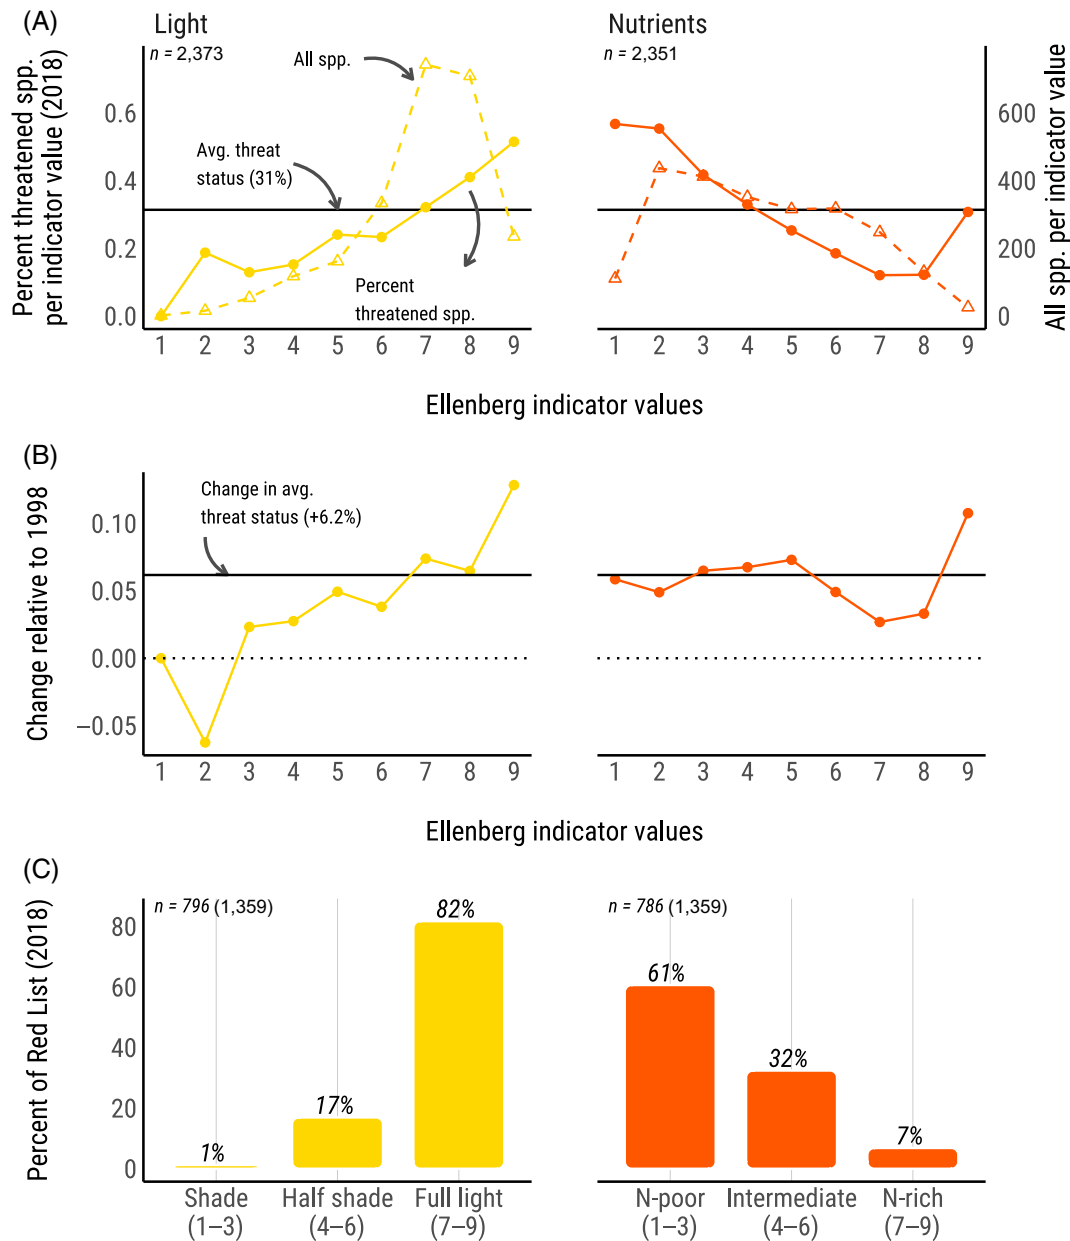 (A)
Light
Nutrients
n = 2,373
n = 2,351
All spp.
Avg. threat
status (31%)
Percent
threatened spp.
Percent threatened spp.
per indicator value (2018)
0.6
0.4
0.2
0.0
600
400
200
0
All spp. per indicator value
1 2 3 4 5 6 7 8 9
1 2 3 4 5 6 7 8 9
Ellenberg indicator values
(B)
Change in avg.
threat status (+6.2%)
Change relative to 1998
0.10
0.05
0.00
−0.05
1 2 3 4 5 6 7 8 9
1 2 3 4 5 6 7 8 9
Ellenberg indicator values
(C)
n = 796 (1,359)
n = 786 (1,359)
Percent of Red List (2018)
80
60
40
20
0
1%
17%
82%
61%
32%
7%
Shade
(1–3)
Half shade
(4–6)
Full light
(7–9)
N-poor
(1–3)
Intermediate
(4–6)
N-rich
(7–9)